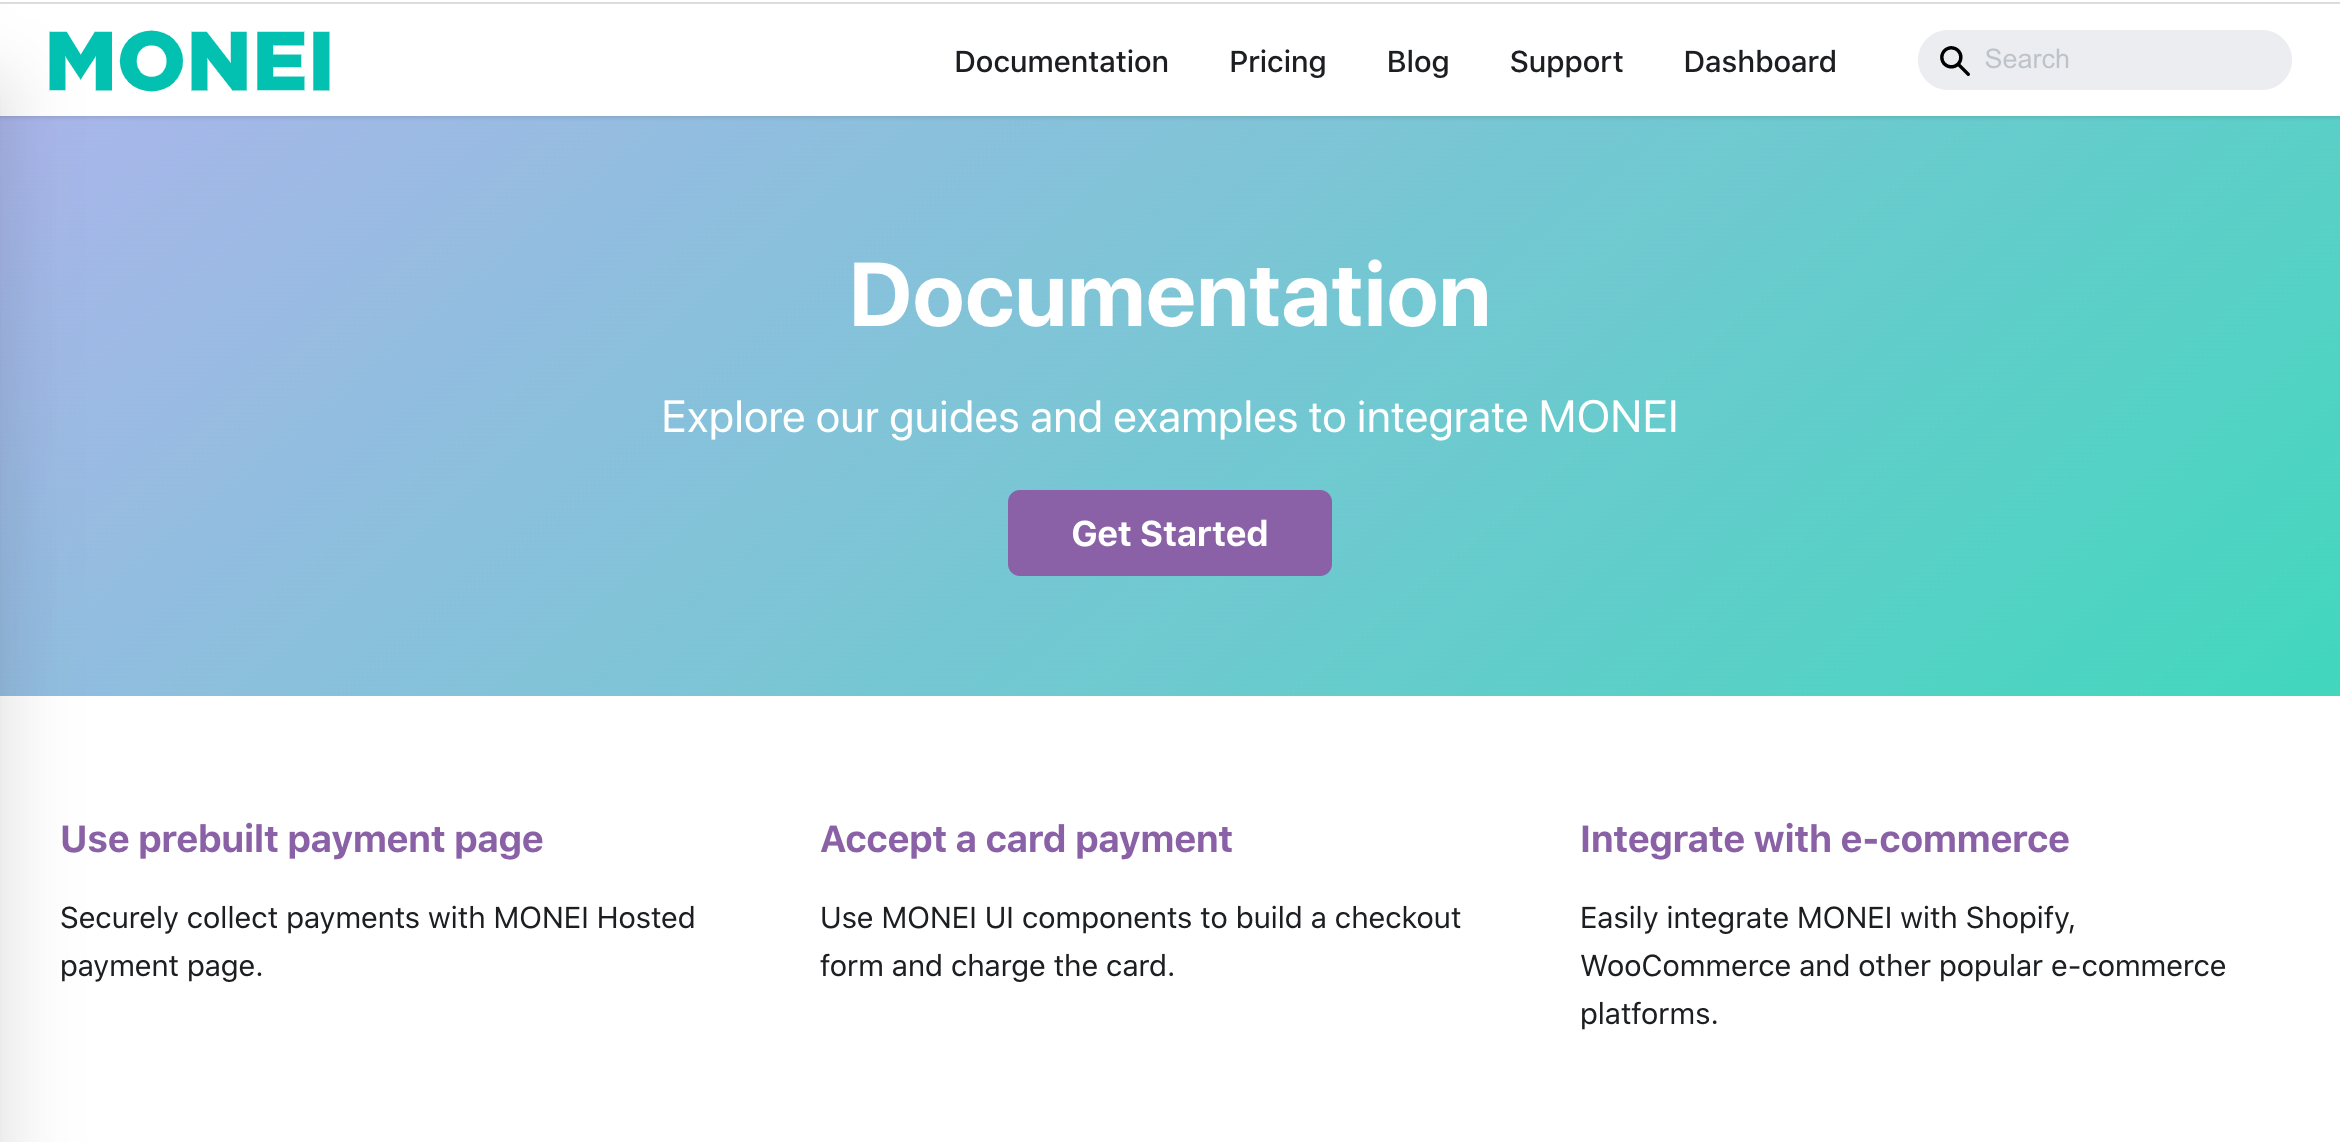 MONEI
Documentation
Pricing
Blog
Support
Dashboard
Search
Documentation
Explore our guides and examples to integrate MONEI
Get Started
Use prebuilt payment page
Securely collect payments with MONEI Hosted
payment page.
Accept a card payment
Use MONEI UI components to build a checkout
form and charge the card.
Integrate with e-commerce
Easily integrate MONEI with Shopify,
WooCommerce and other popular e-commerce
platforms.